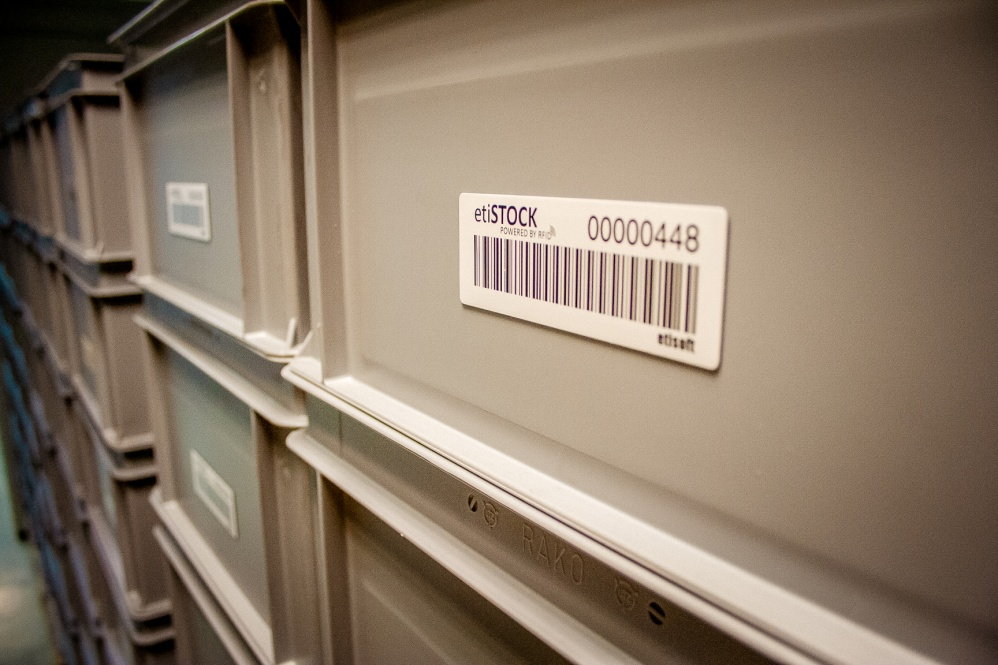 etiSTOCK
POWERED BY RFID
00000448
etisoft
RAKO